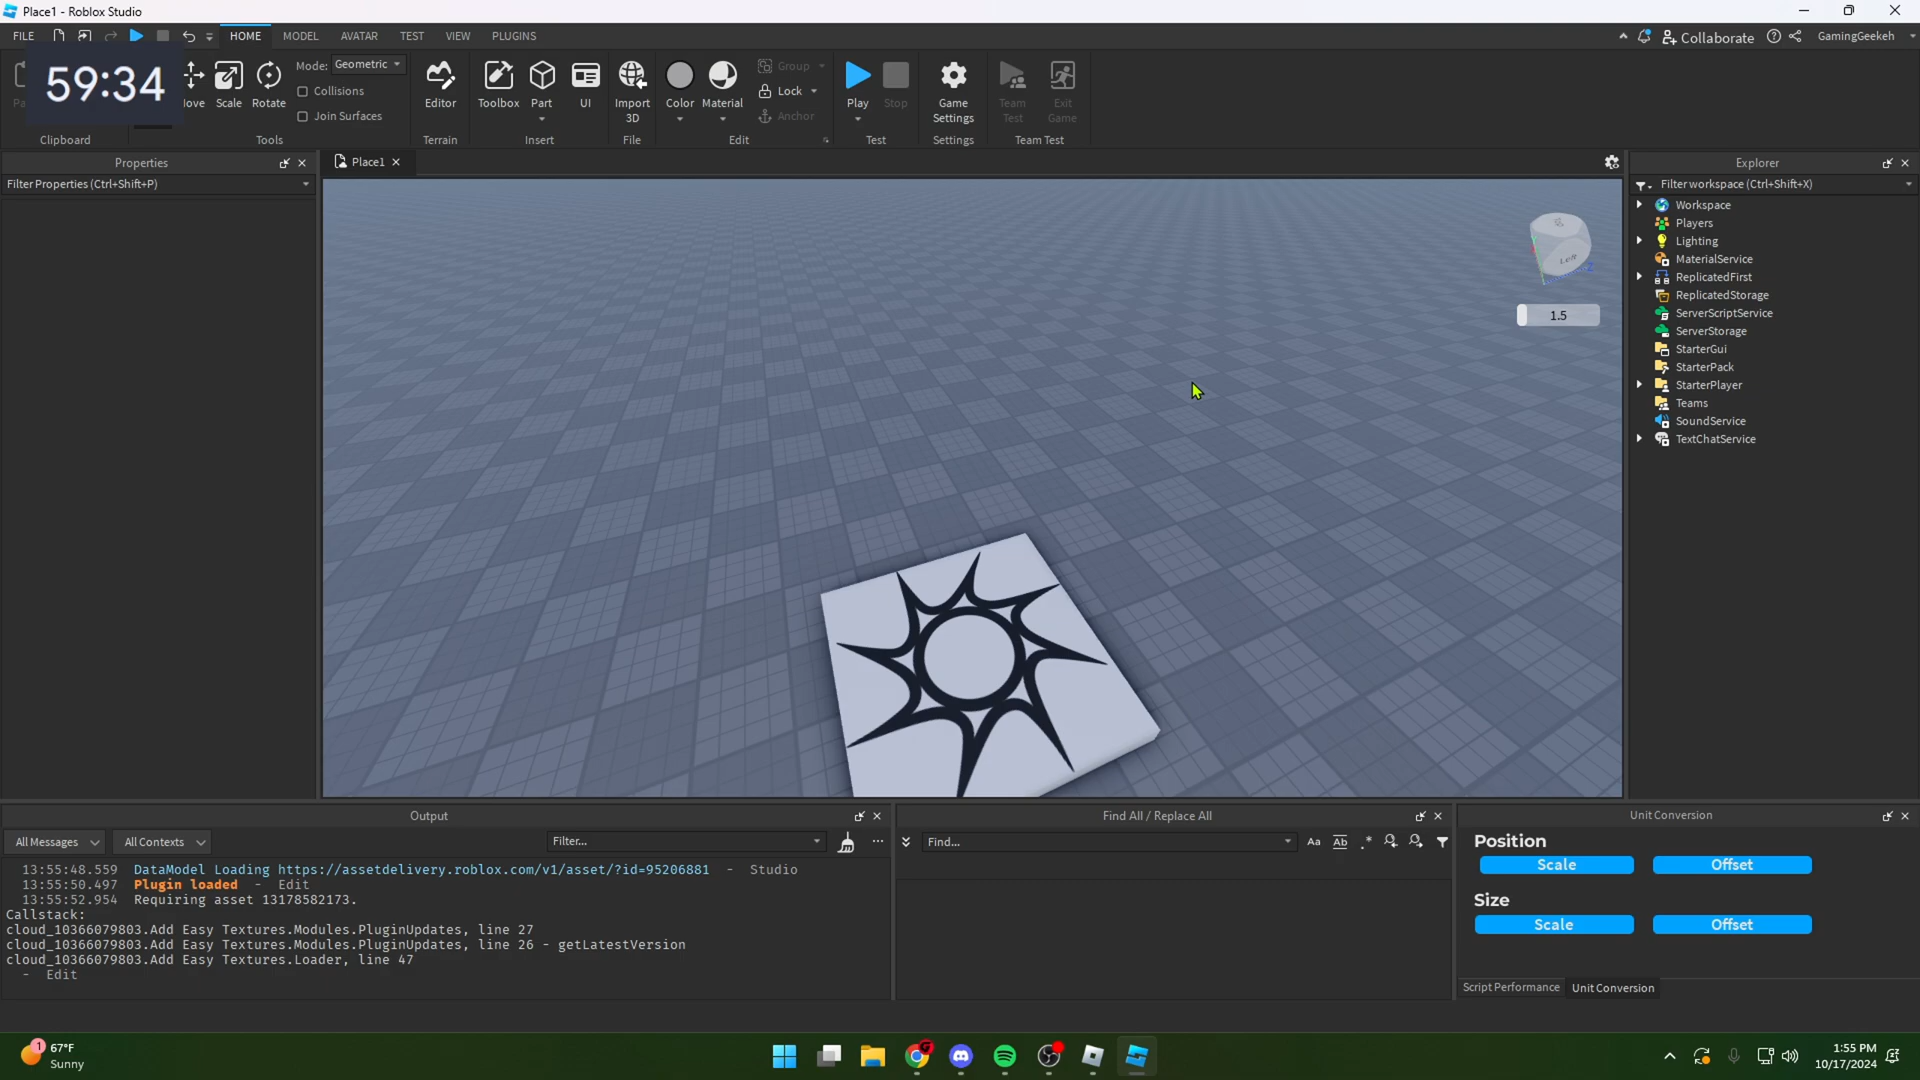 Place1 - Roblox Studio
FILE
HOME
MODEL
AVATAR
TEST
VIEW
PLUGINS
Collaborate
GamingGeekeh
59:34
Scale
Rotate
Mode: Geometric
Collisions
Join Surfaces
Editor
Toolbox
Part
UI
Import 3D
Color
Material
Group
Lock
Anchor
Play
Stop
Game Settings
Team Test
Exit Game
Clipboard
Tools
Terrain
Insert
File
Edit
Test
Settings
Team Test
Properties
Place1
Explorer
Filter Properties (Ctrl+Shift+P)
Filter workspace (Ctrl+Shift+X)
Workspace
Players
Lighting
MaterialService
ReplicatedFirst
ReplicatedStorage
ServerScriptService
ServerStorage
StarterGui
StarterPack
StarterPlayer
Teams
SoundService
TextChatService
Left
Z
1.5
Output
All Messages
All Contexts
Filter...
13:55:48.559 DataModel Loading https://assetdelivery.roblox.com/v1/asset/?id=95206881 - Studio
13:55:50.497 Plugin loaded - Edit
13:55:52.954 Requiring asset 13178582173.
Callstack:
cloud_10366079803.Add Easy Textures.Modules.PluginUpdates, line 27
cloud_10366079803.Add Easy Textures.Modules.PluginUpdates, line 26 - getLatestVersion
cloud_10366079803.Add Easy Textures.Loader, line 47
- Edit
Find All / Replace All
Find...
Aa
Ab
.*
Unit Conversion
Position
Scale
Offset
Size
Scale
Offset
Script Performance
Unit Conversion
1
67°F
Sunny
1:55 PM
10/17/2024